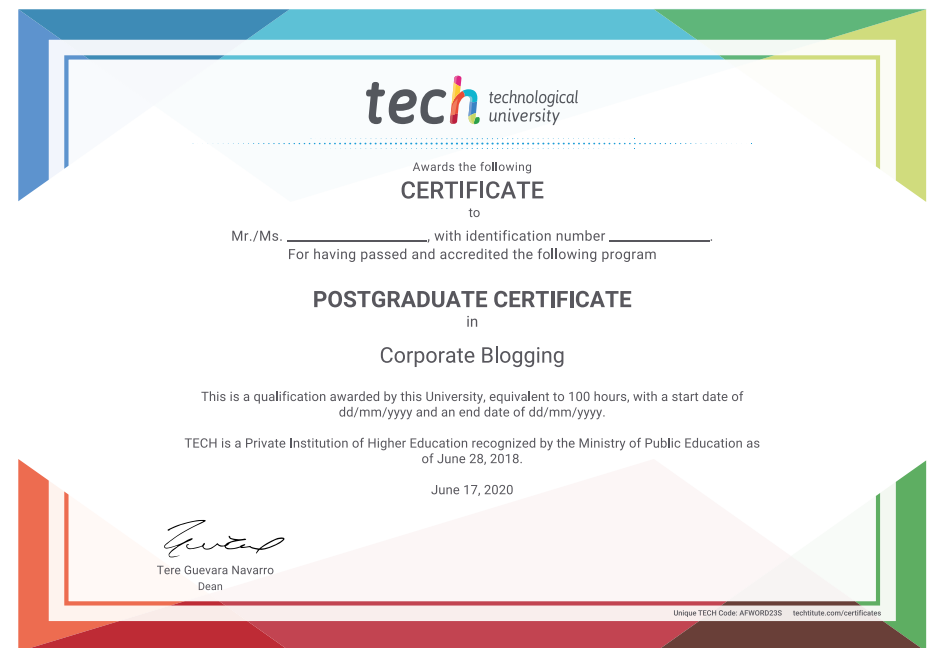 tech technological
university
Awards the following
CERTIFICATE
to
Mr./Ms. ____________________, with identification number ______________.
For having passed and accredited the following program
POSTGRADUATE CERTIFICATE
in
Corporate Blogging
This is a qualification awarded by this University, equivalent to 100 hours, with a start date of
dd/mm/yyyy and an end date of dd/mm/yyyy.
TECH is a Private Institution of Higher Education recognized by the Ministry of Public Education as
of June 28, 2018.
June 17, 2020
Tere Guevara Navarro
Dean
Unique TECH Code: AFWORD23S techtitute.com/certificates